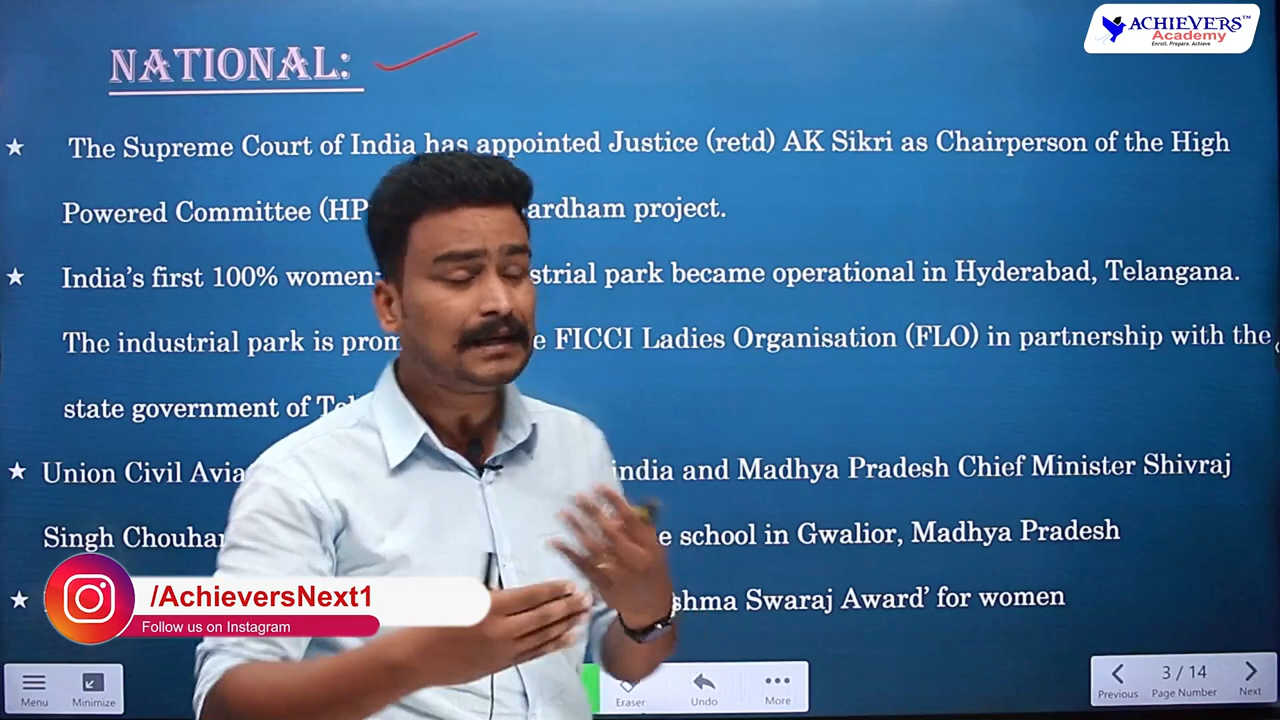 ACHIEVERS™
Academy
Enroll. Prepare. Achieve
NATIONAL:
★ The Supreme Court of India has appointed Justice (retd) AK Sikri as Chairperson of the High
Powered Committee (HP ardham project.
★ India's first 100% women- strial park became operational in Hyderabad, Telangana.
The industrial park is prom e FICCI Ladies Organisation (FLO) in partnership with the
state government of Tel
★ Union Civil Avia india and Madhya Pradesh Chief Minister Shivraj
Singh Chouhan e school in Gwalior, Madhya Pradesh
★ shma Swaraj Award' for women
/AchieversNext1
Follow us on Instagram
Menu Minimize Eraser Undo More
3 / 14
Previous Page Number Next